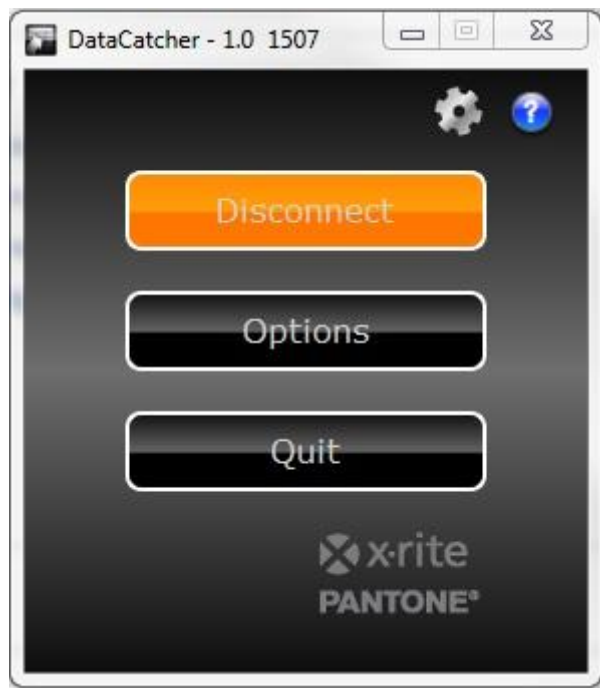 DataCatcher - 1.0 1507
?
Disconnect
Options
Quit
x·rite
PANTONE®